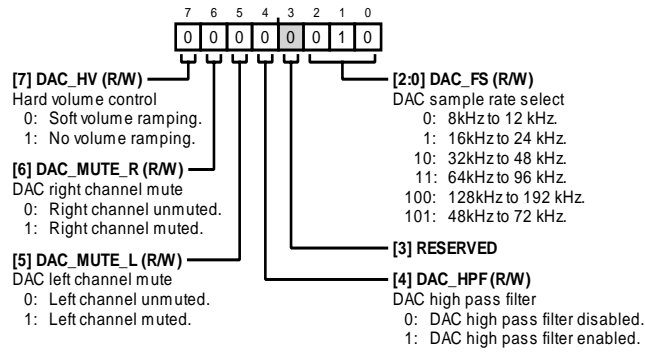 7 6 5 4 3 2 1 0
0 0 0 0 0 0 1 0
[7] DAC_HV (R/W)
Hard volume control
0: Soft volume ramping.
1: No volume ramping.
[6] DAC_MUTE_R (R/W)
DAC right channel mute
0: Right channel unmuted.
1: Right channel muted.
[5] DAC_MUTE_L (R/W)
DAC left channel mute
0: Left channel unmuted.
1: Left channel muted.
[2:0] DAC_FS (R/W)
DAC sample rate select
0: 8kHz to 12 kHz.
1: 16kHz to 24 kHz.
10: 32kHz to 48 kHz.
11: 64kHz to 96 kHz.
100: 128kHz to 192 kHz.
101: 48kHz to 72 kHz.
[3] RESERVED
[4] DAC_HPF (R/W)
DAC high pass filter
0: DAC high pass filter disabled.
1: DAC high pass filter enabled.